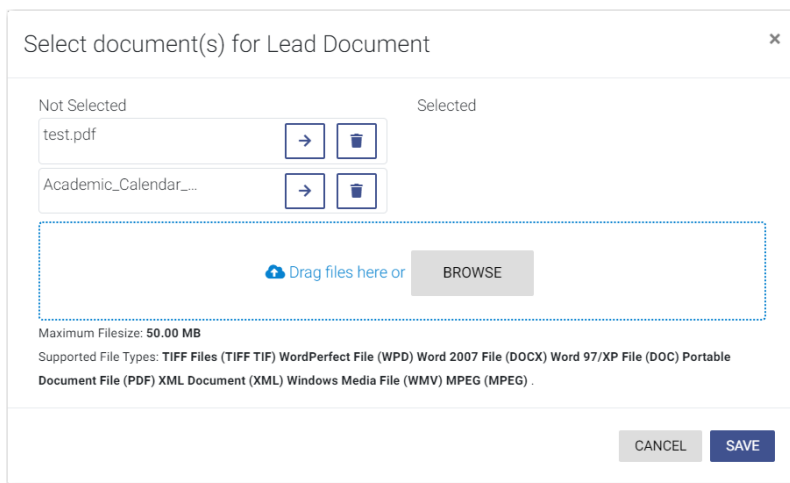 Select document(s) for Lead Document
×
Not Selected
Selected
test.pdf
Academic_Calendar_...
Drag files here or
BROWSE
Maximum Filesize: 50.00 MB
Supported File Types: TIFF Files (TIFF TIF) WordPerfect File (WPD) Word 2007 File (DOCX) Word 97/XP File (DOC) Portable
Document File (PDF) XML Document (XML) Windows Media File (WMV) MPEG (MPEG) .
CANCEL
SAVE